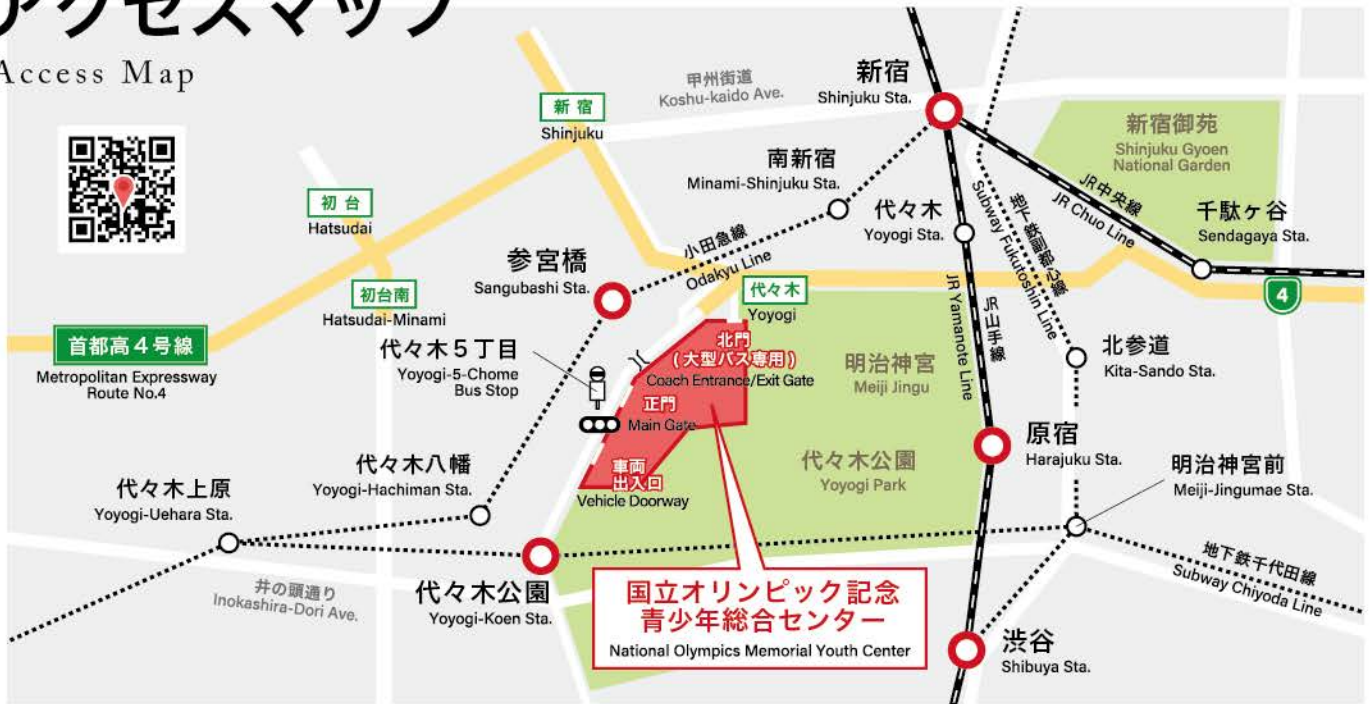 アクセスマップ
Access Map
甲州街道
Koshu-kaido Ave.
新宿
Shinjuku Sta.
新宿
Shinjuku
新宿御苑
Shinjuku Gyoen
National Garden
南新宿
Minami-Shinjuku Sta.
代々木
Yoyogi Sta.
JR中央線
JR Chuo Line
千駄ヶ谷
Sendagaya Sta.
初台
Hatsudai
地下鉄副都心線
Subway Fukutoshin Line
小田急線
Odakyu Line
参宮橋
Sangubashi Sta.
初台南
Hatsudai-Minami
代々木
Yoyogi
4
首都高4号線
Metropolitan Expressway
Route No.4
代々木5丁目
Yoyogi-5-Chome
Bus Stop
北門
(大型バス専用)
Coach Entrance/Exit Gate
明治神宮
Meiji Jingu
JR山手線
JR Yamanote Line
北参道
Kita-Sando Sta.
正門
Main Gate
原宿
Harajuku Sta.
代々木八幡
Yoyogi-Hachiman Sta.
車両
出入口
Vehicle Doorway
代々木公園
Yoyogi Park
明治神宮前
Meiji-Jingumae Sta.
代々木上原
Yoyogi-Uehara Sta.
井の頭通り
Inokashira-Dori Ave.
代々木公園
Yoyogi-Koen Sta.
国立オリンピック記念
青少年総合センター
National Olympics Memorial Youth Center
地下鉄千代田線
Subway Chiyoda Line
渋谷
Shibuya Sta.